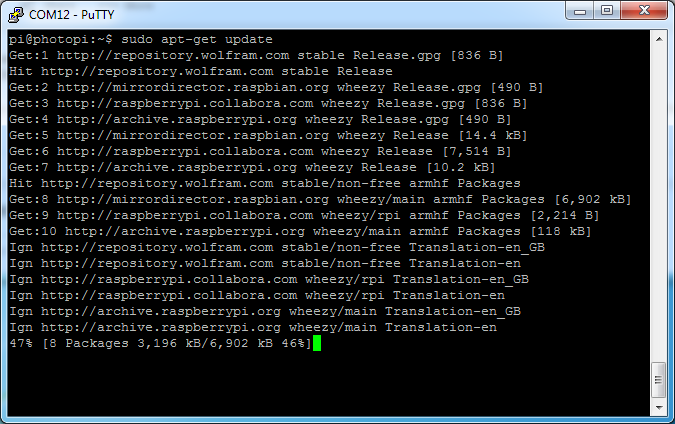 COM12 - PuTTY
pi@photopi:~$ sudo apt-get update
Get:1 http://repository.wolfram.com stable Release.gpg [836 B]
Hit http://repository.wolfram.com stable Release
Get:2 http://mirrordirector.raspbian.org wheezy Release.gpg [490 B]
Get:3 http://raspberrypi.collabora.com wheezy Release.gpg [836 B]
Get:4 http://archive.raspberrypi.org wheezy Release.gpg [490 B]
Get:5 http://mirrordirector.raspbian.org wheezy Release [14.4 kB]
Get:6 http://raspberrypi.collabora.com wheezy Release [7,514 B]
Get:7 http://archive.raspberrypi.org wheezy Release [10.2 kB]
Hit http://repository.wolfram.com stable/non-free armhf Packages
Get:8 http://mirrordirector.raspbian.org wheezy/main armhf Packages [6,902 kB]
Get:9 http://raspberrypi.collabora.com wheezy/rpi armhf Packages [2,214 B]
Get:10 http://archive.raspberrypi.org wheezy/main armhf Packages [118 kB]
Ign http://repository.wolfram.com stable/non-free Translation-en_GB
Ign http://repository.wolfram.com stable/non-free Translation-en
Ign http://raspberrypi.collabora.com wheezy/rpi Translation-en_GB
Ign http://raspberrypi.collabora.com wheezy/rpi Translation-en
Ign http://archive.raspberrypi.org wheezy/main Translation-en_GB
Ign http://archive.raspberrypi.org wheezy/main Translation-en
47% [8 Packages 3,196 kB/6,902 kB 46%]